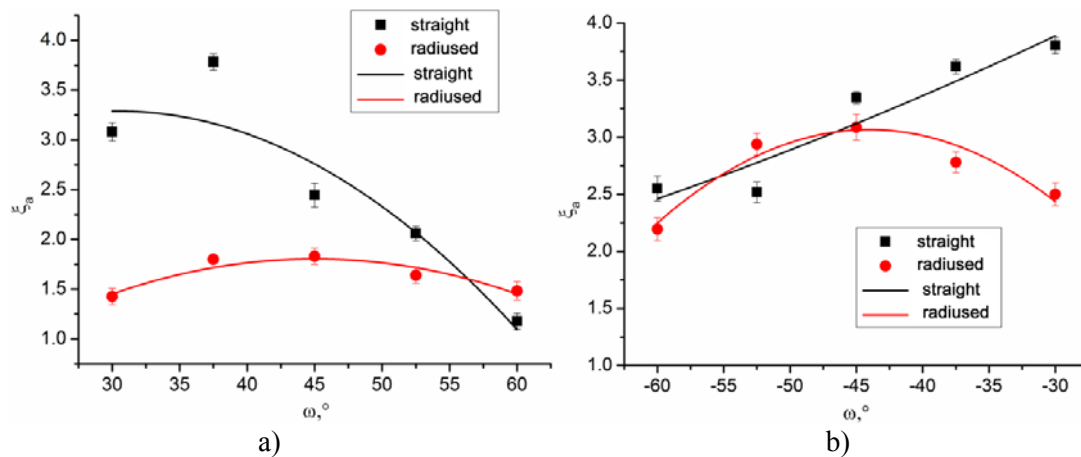 4.0
3.5
3.0
2.5
2.0
1.5
1.0
ξa
30 35 40 45 50 55 60
ω,°
straight
radiused
straight
radiused
a)
4.0
3.5
3.0
2.5
2.0
1.5
1.0
ξa
-60 -55 -50 -45 -40 -35 -30
ω,°
straight
radiused
straight
radiused
b)